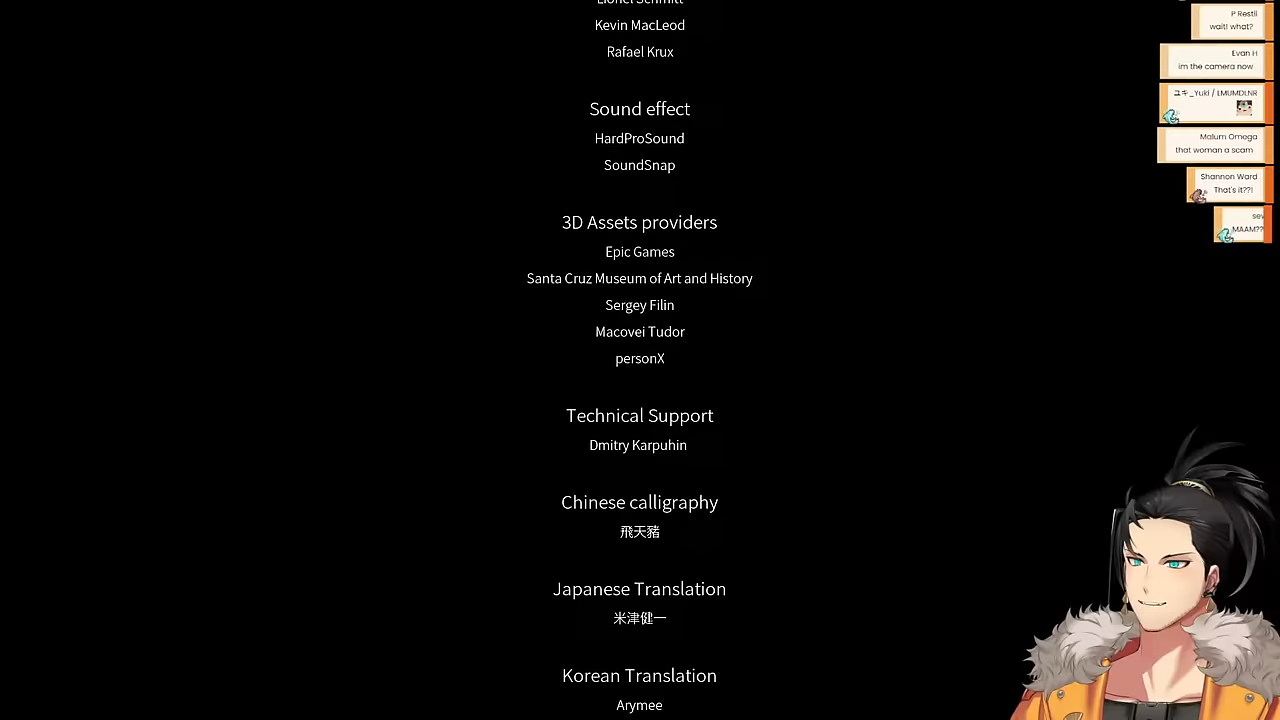 Kevin MacLeod
Rafael Krux
Sound effect
HardProSound
SoundSnap
3D Assets providers
Epic Games
Santa Cruz Museum of Art and History
Sergey Filin
Macovei Tudor
personX
Technical Support
Dmitry Karpuhin
Chinese calligraphy
飛天豬
Japanese Translation
米津健一
Korean Translation
Arymee
P Restil
wait! what?
Evan H
im the camera now
ユキ_Yuki / LMUMDLNR
Malum Omega
that woman a scam
Shannon Ward
That's it??!
MAAM??